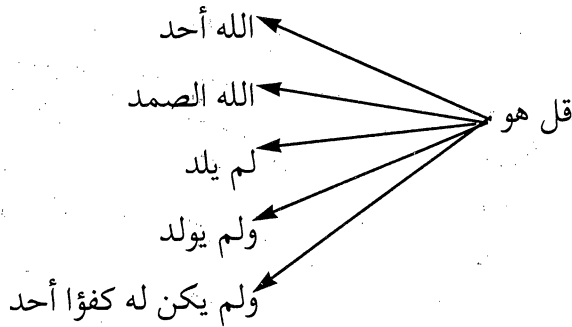 قل هو
الله أحد
الله الصمد
لم يلد
ولم يولد
ولم يكن له كفؤا أحد